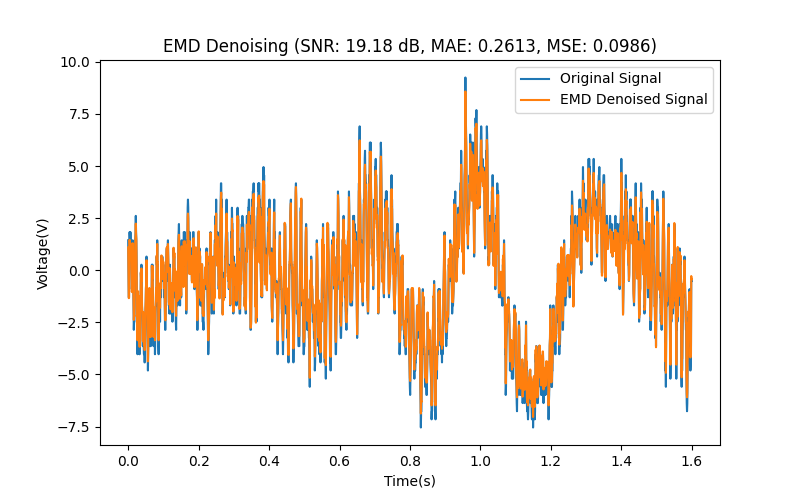 EMD Denoising (SNR: 19.18 dB, MAE: 0.2613, MSE: 0.0986)
Original Signal
EMD Denoised Signal
10.0
7.5
5.0
2.5
0.0
−2.5
−5.0
−7.5
Voltage(V)
0.0 0.2 0.4 0.6 0.8 1.0 1.2 1.4 1.6
Time(s)